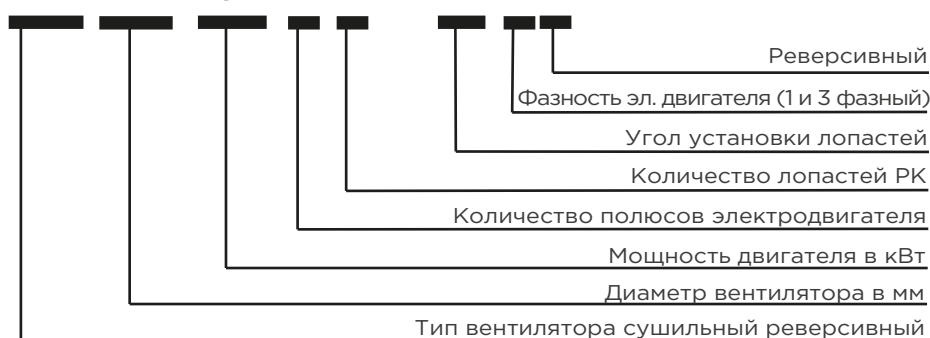 Реверсивный
Фазность эл. двигателя (1 и 3 фазный)
Угол установки лопастей
Количество лопастей РК
Количество полюсов электродвигателя
Мощность двигателя в кВт
Диаметр вентилятора в мм
Тип вентилятора сушильный реверсивный